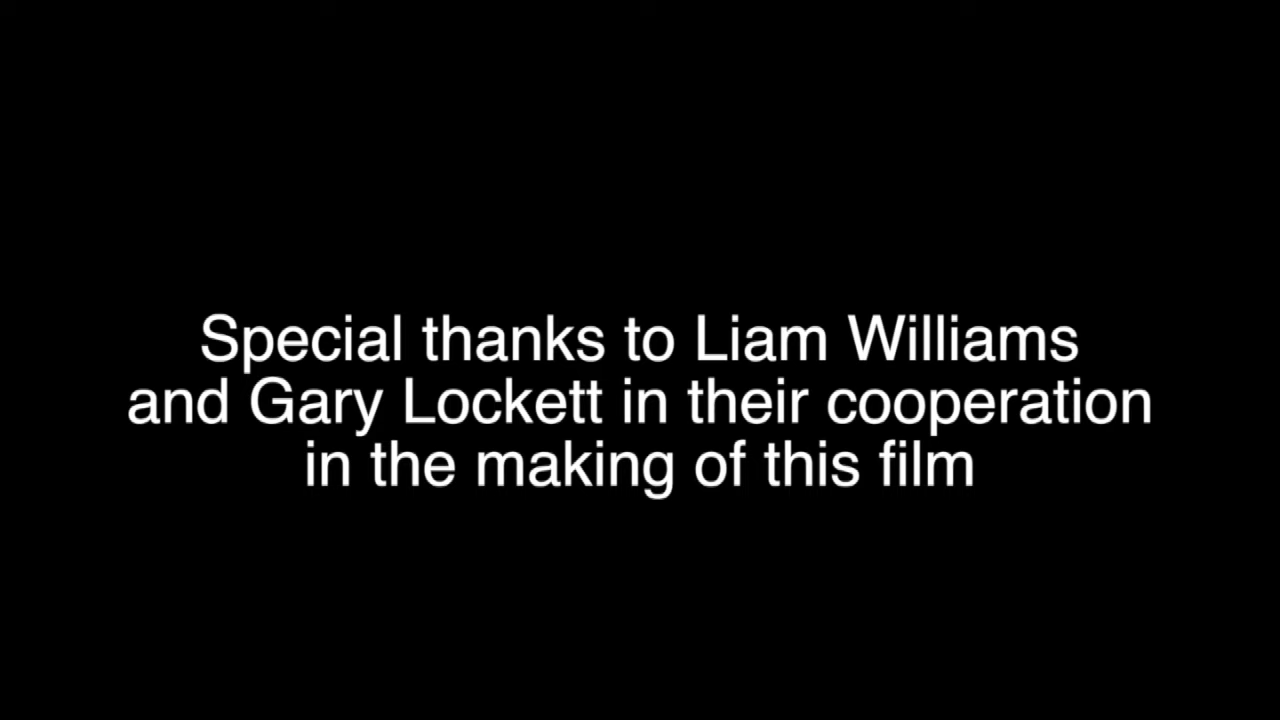 Special thanks to Liam Williams
and Gary Lockett in their cooperation
in the making of this film